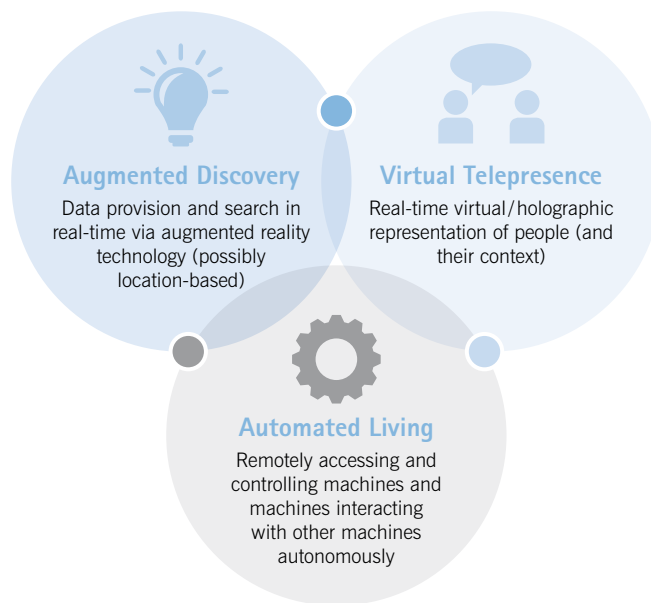 Augmented Discovery
Data provision and search in
real-time via augmented reality
technology (possibly
location-based)
Virtual Telepresence
Real-time virtual/holographic
representation of people (and
their context)
Automated Living
Remotely accessing and
controlling machines and
machines interacting
with other machines
autonomously